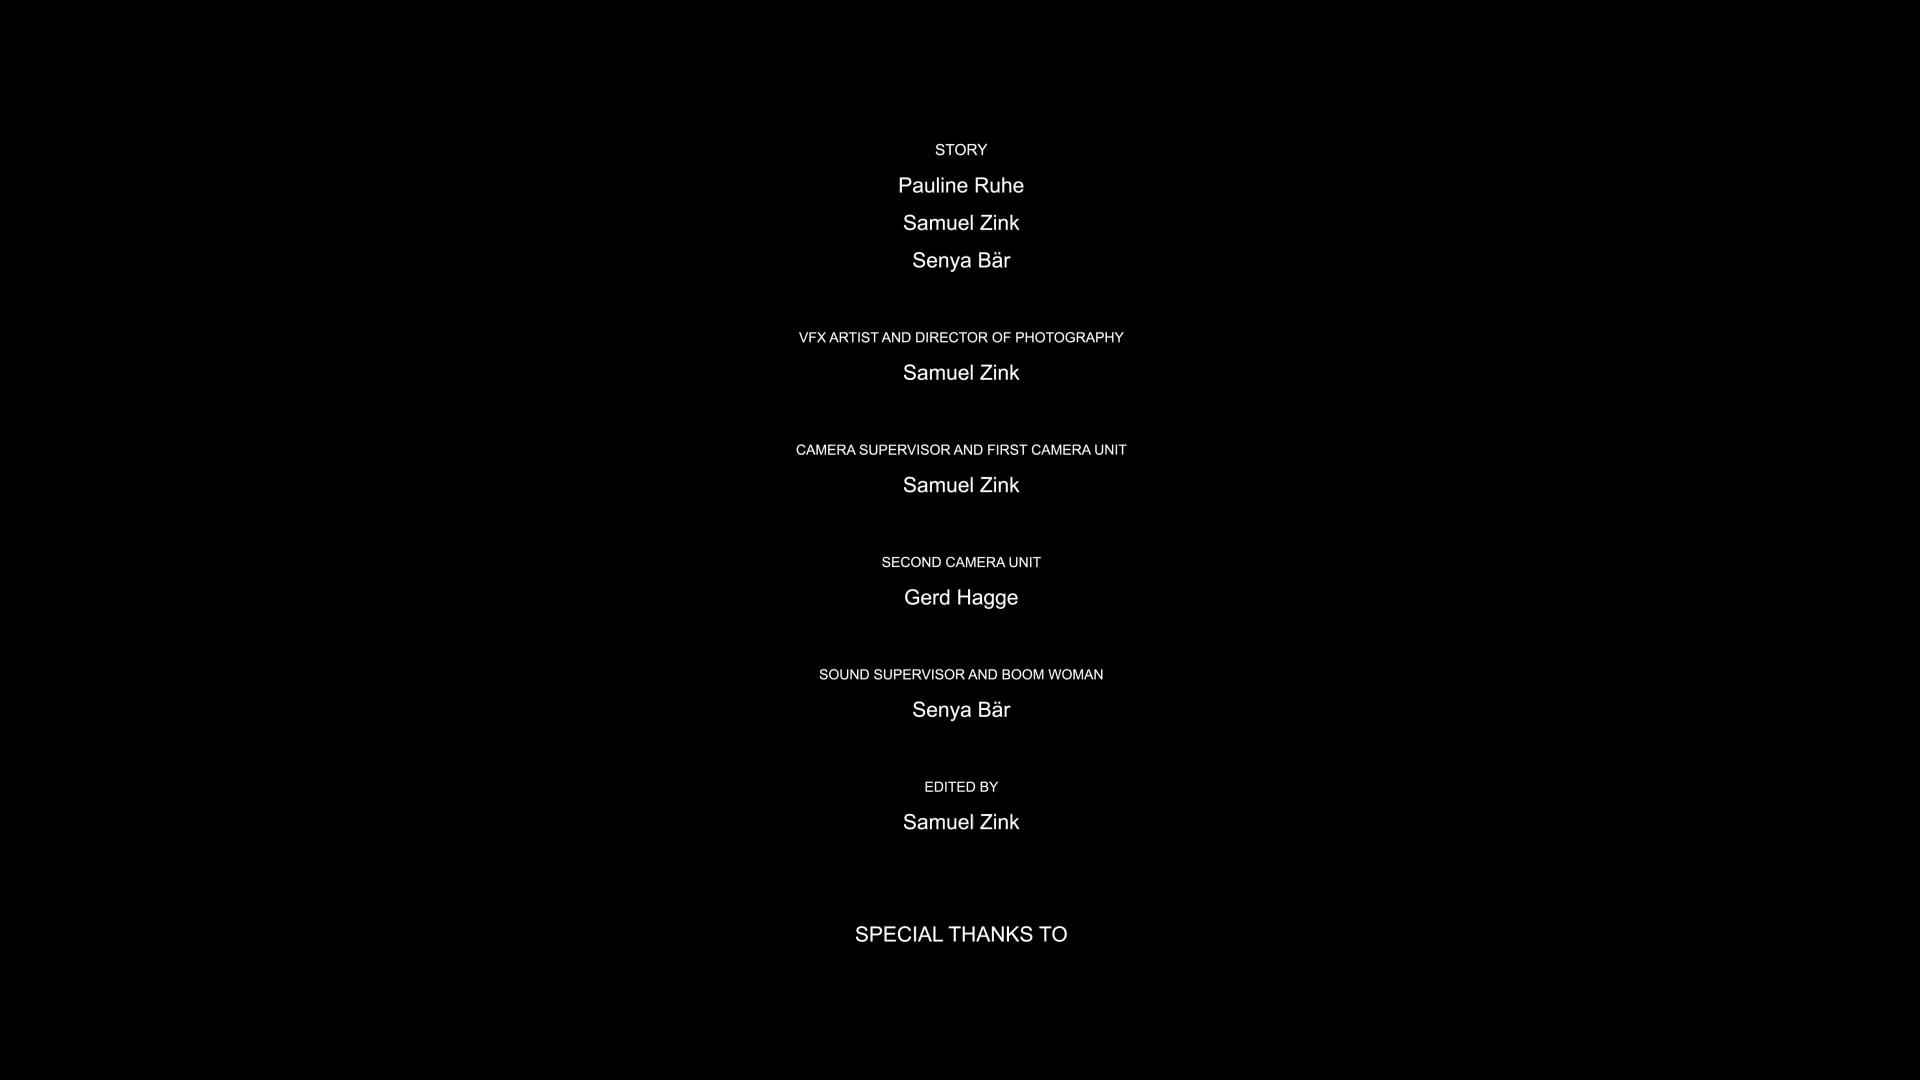 STORY
Pauline Ruhe
Samuel Zink
Senya Bär
VFX ARTIST AND DIRECTOR OF PHOTOGRAPHY
Samuel Zink
CAMERA SUPERVISOR AND FIRST CAMERA UNIT
Samuel Zink
SECOND CAMERA UNIT
Gerd Hagge
SOUND SUPERVISOR AND BOOM WOMAN
Senya Bär
EDITED BY
Samuel Zink
SPECIAL THANKS TO